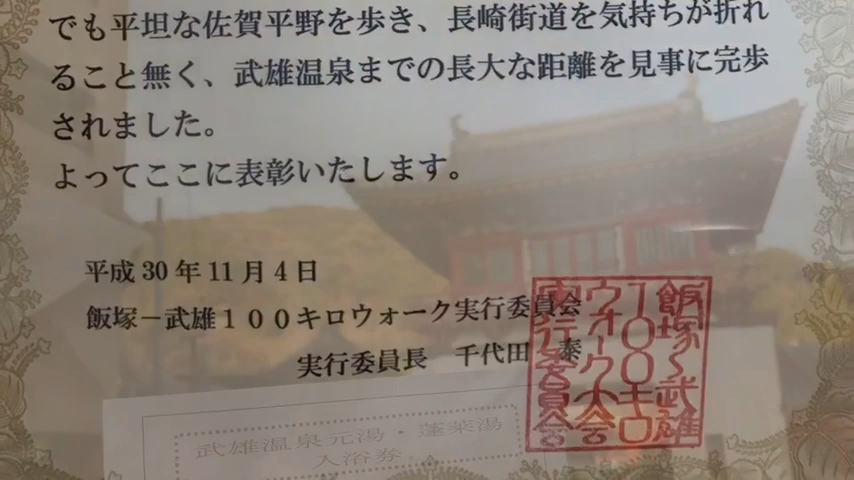 でも平坦な佐賀平野を歩き、長崎街道を気持ちが折れ
ること無く、武雄温泉までの長大な距離を見事に完歩
されました。
よってここに表彰いたします。
平成30年11月4日
飯塚－武雄１００キロウォーク実行委員会
実行委員長　千代田　泰
飯塚〜武雄
100キロ
ウォーク大会
実行委員会
武雄温泉元湯・蓬莱湯
入浴券